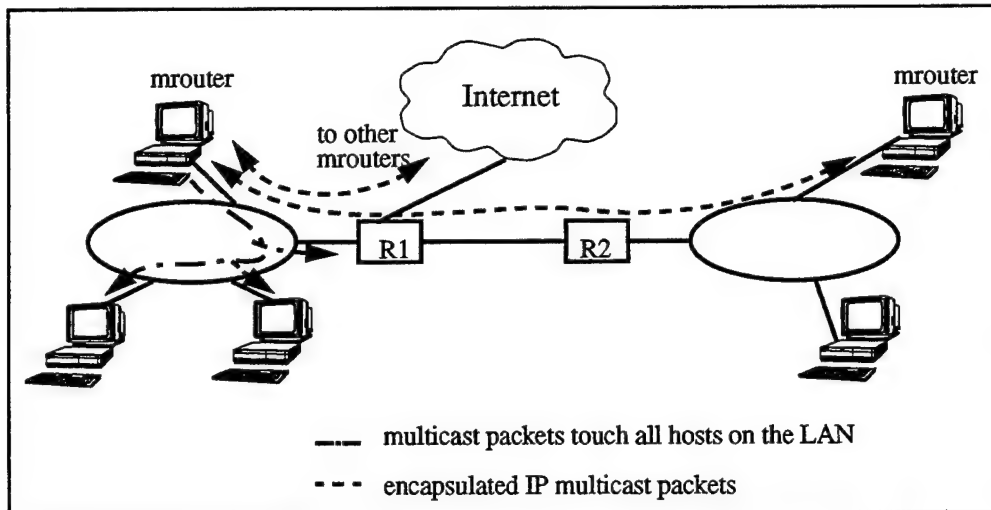 mrouter
Internet
mrouter
to other
mrouters
R1
R2
multicast packets touch all hosts on the LAN
encapsulated IP multicast packets